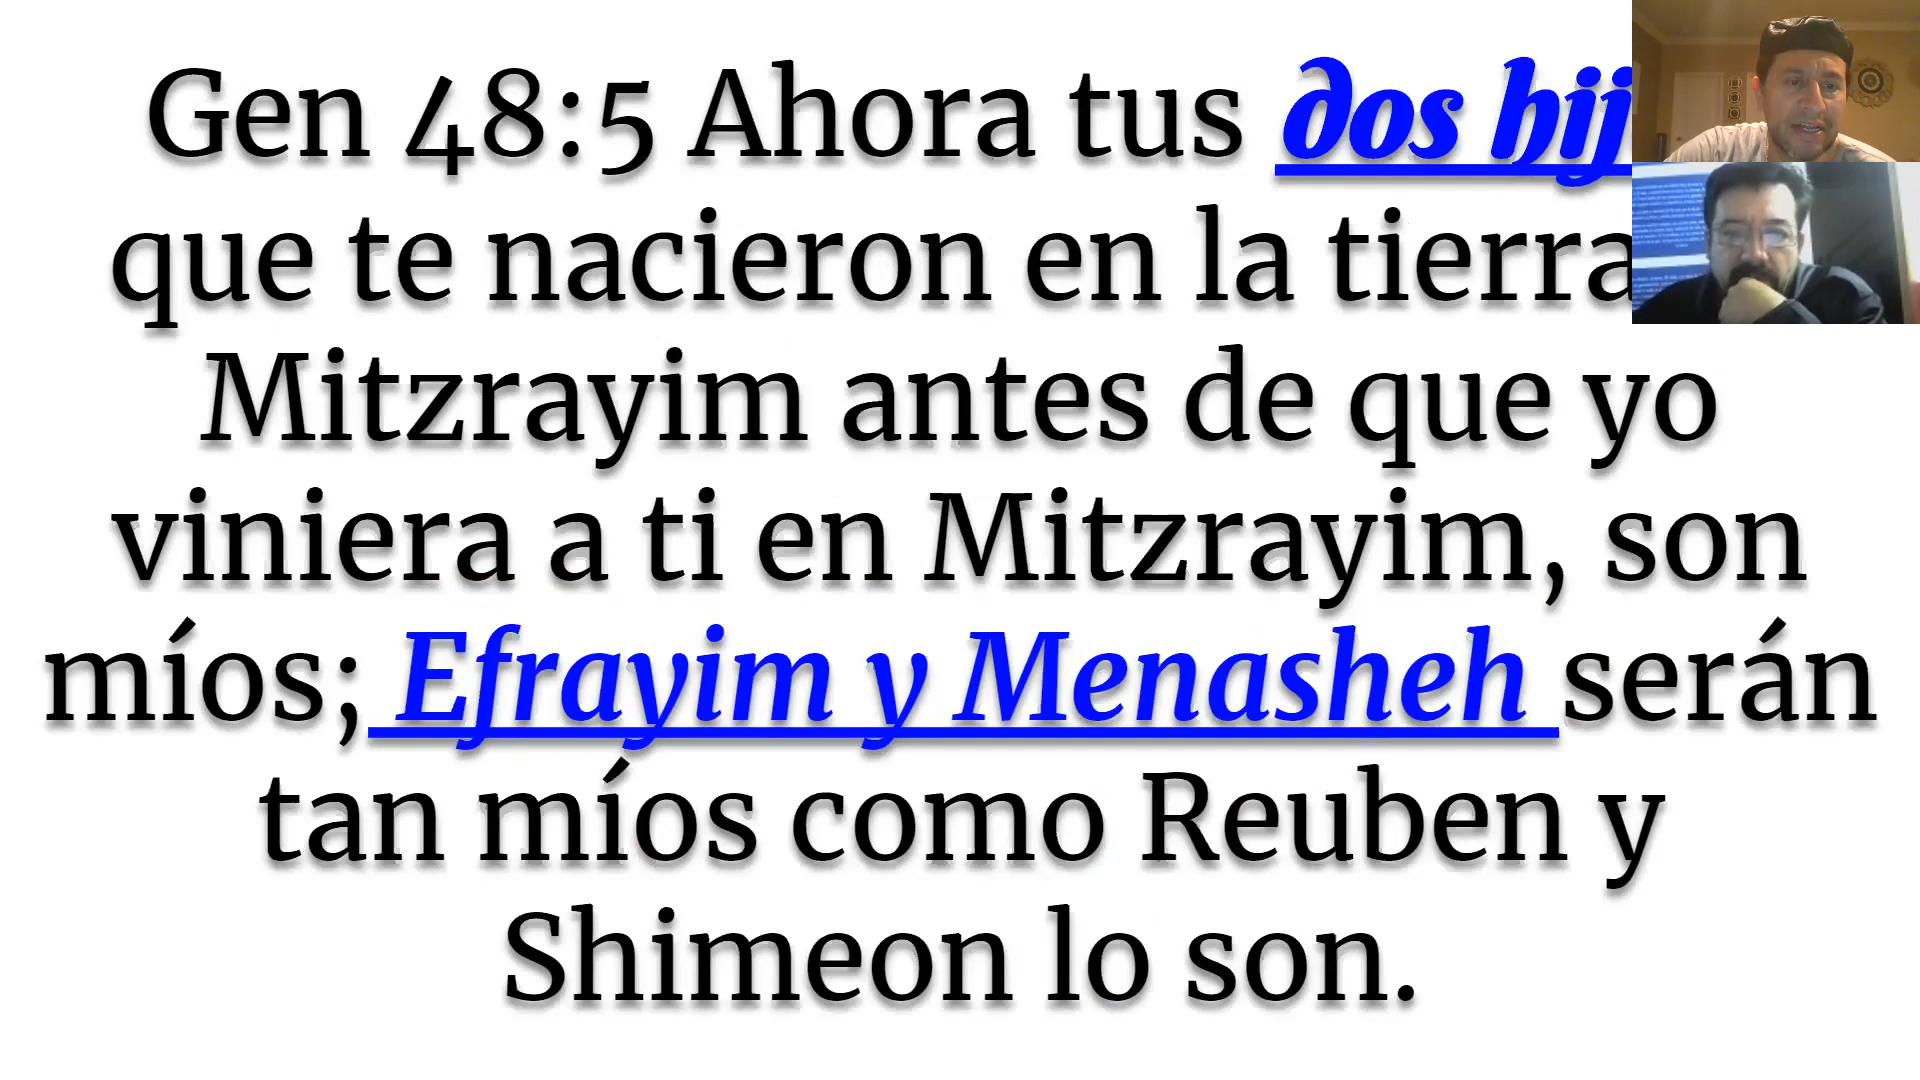 Gen 48:5 Ahora tus dos hij
que te nacieron en la tierra
Mitzrayim antes de que yo
viniera a ti en Mitzrayim, son
míos; Efrayim y Menasheh serán
tan míos como Reuben y
Shimeon lo son.